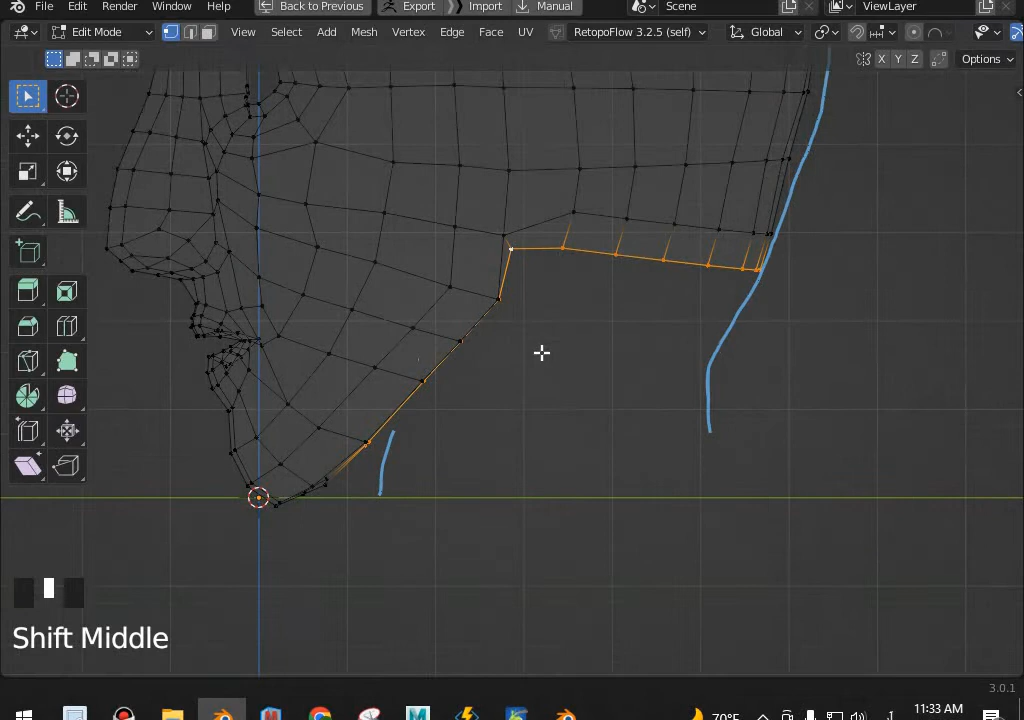 File Edit Render Window Help Back to Previous Export Import Manual Scene ViewLayer
Edit Mode View Select Add Mesh Vertex Edge Face UV RetopoFlow 3.2.5 (self) Global
X Y Z Options
Shift Middle
3.0.1
70°F 11:33 AM